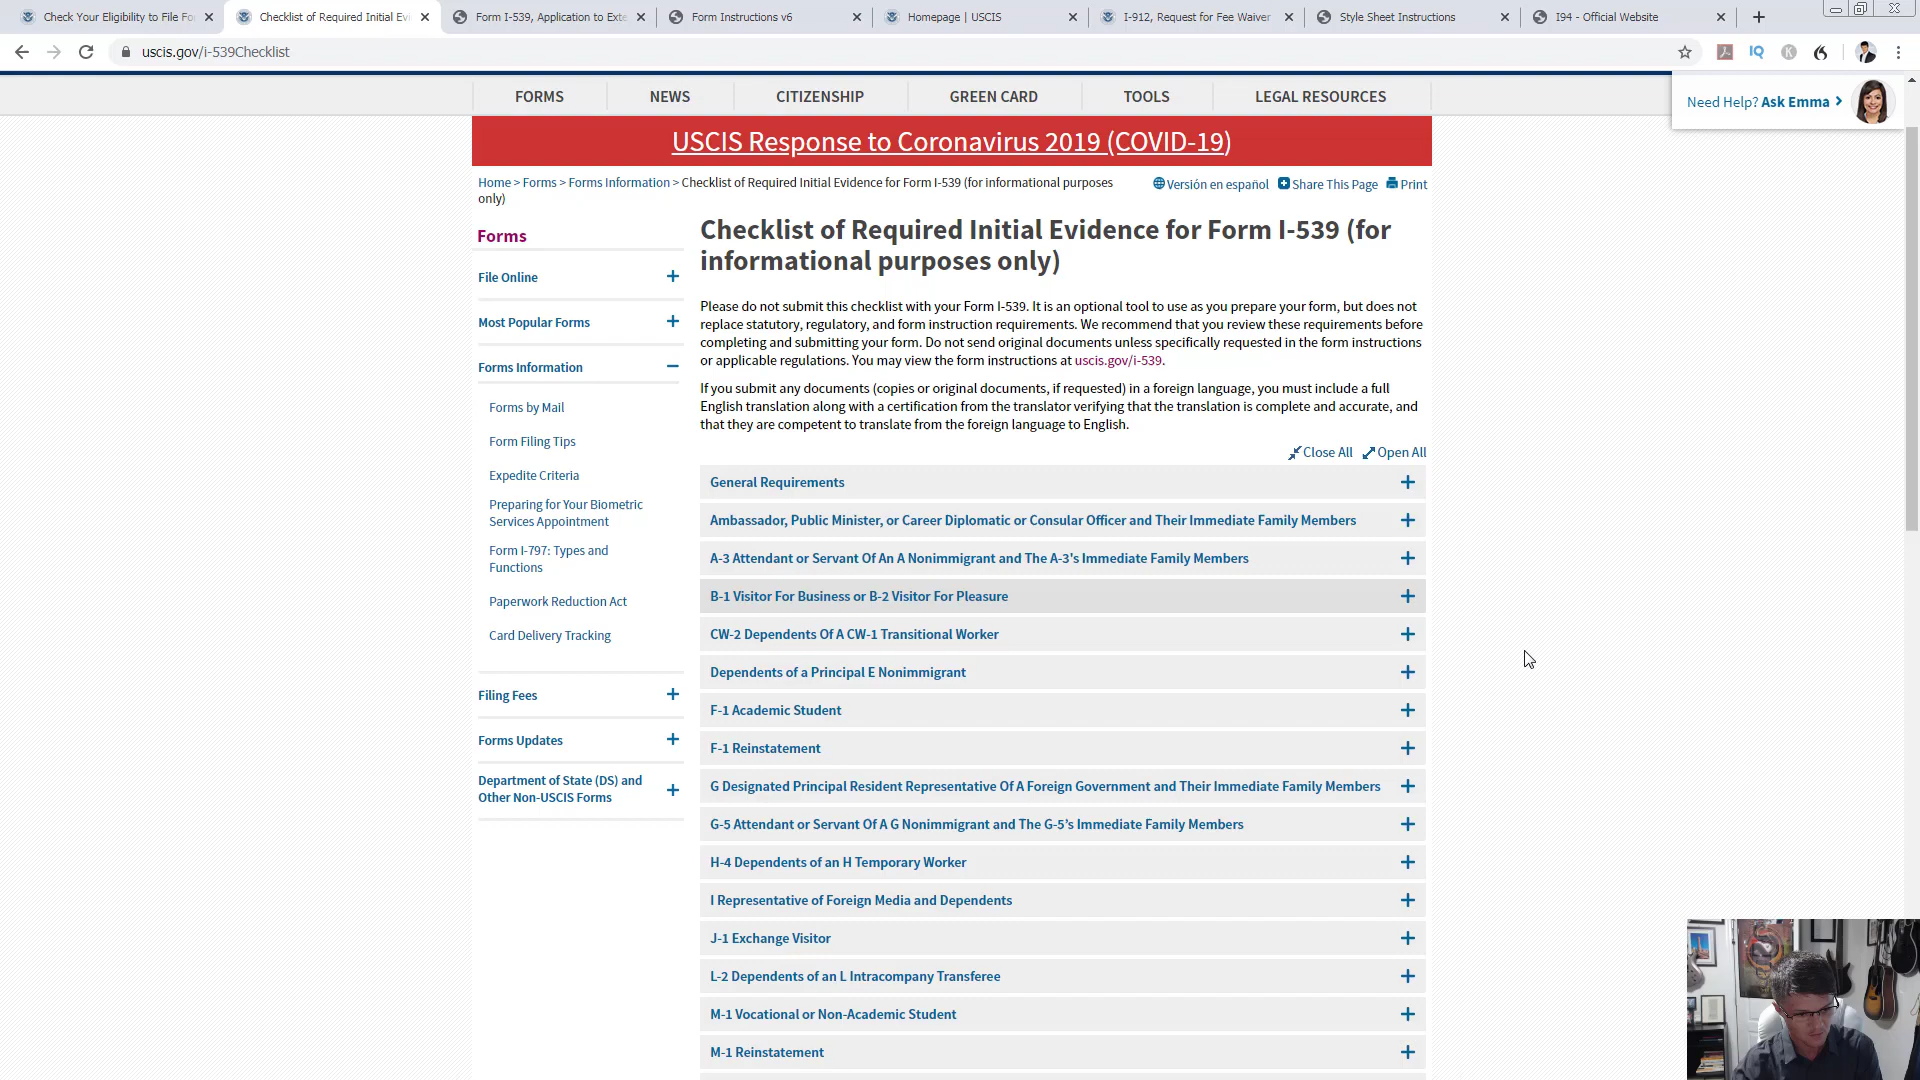 Check Your Eligibility to File Fo
Checklist of Required Initial Evi
Form I-539, Application to Exte
Form Instructions v6
Homepage | USCIS
I-912, Request for Fee Waiver
Style Sheet Instructions
I94 - Official Website
uscis.gov/i-539Checklist
IQ
K
FORMS
NEWS
CITIZENSHIP
GREEN CARD
TOOLS
LEGAL RESOURCES
Need Help? Ask Emma
USCIS Response to Coronavirus 2019 (COVID-19)
Home > Forms > Forms Information > Checklist of Required Initial Evidence for Form I-539 (for informational purposes
only)
Versión en español
Share This Page
Print
Forms
File Online
Most Popular Forms
Forms Information
Forms by Mail
Form Filing Tips
Expedite Criteria
Preparing for Your Biometric
Services Appointment
Form I-797: Types and
Functions
Paperwork Reduction Act
Card Delivery Tracking
Filing Fees
Forms Updates
Department of State (DS) and
Other Non-USCIS Forms
Checklist of Required Initial Evidence for Form I-539 (for
informational purposes only)
Please do not submit this checklist with your Form I-539. It is an optional tool to use as you prepare your form, but does not
replace statutory, regulatory, and form instruction requirements. We recommend that you review these requirements before
completing and submitting your form. Do not send original documents unless specifically requested in the form instructions
or applicable regulations. You may view the form instructions at uscis.gov/i-539.
If you submit any documents (copies or original documents, if requested) in a foreign language, you must include a full
English translation along with a certification from the translator verifying that the translation is complete and accurate, and
that they are competent to translate from the foreign language to English.
Close All
Open All
General Requirements
Ambassador, Public Minister, or Career Diplomatic or Consular Officer and Their Immediate Family Members
A-3 Attendant or Servant Of An A Nonimmigrant and The A-3's Immediate Family Members
B-1 Visitor For Business or B-2 Visitor For Pleasure
CW-2 Dependents Of A CW-1 Transitional Worker
Dependents of a Principal E Nonimmigrant
F-1 Academic Student
F-1 Reinstatement
G Designated Principal Resident Representative Of A Foreign Government and Their Immediate Family Members
G-5 Attendant or Servant Of A G Nonimmigrant and The G-5’s Immediate Family Members
H-4 Dependents of an H Temporary Worker
I Representative of Foreign Media and Dependents
J-1 Exchange Visitor
L-2 Dependents of an L Intracompany Transferee
M-1 Vocational or Non-Academic Student
M-1 Reinstatement